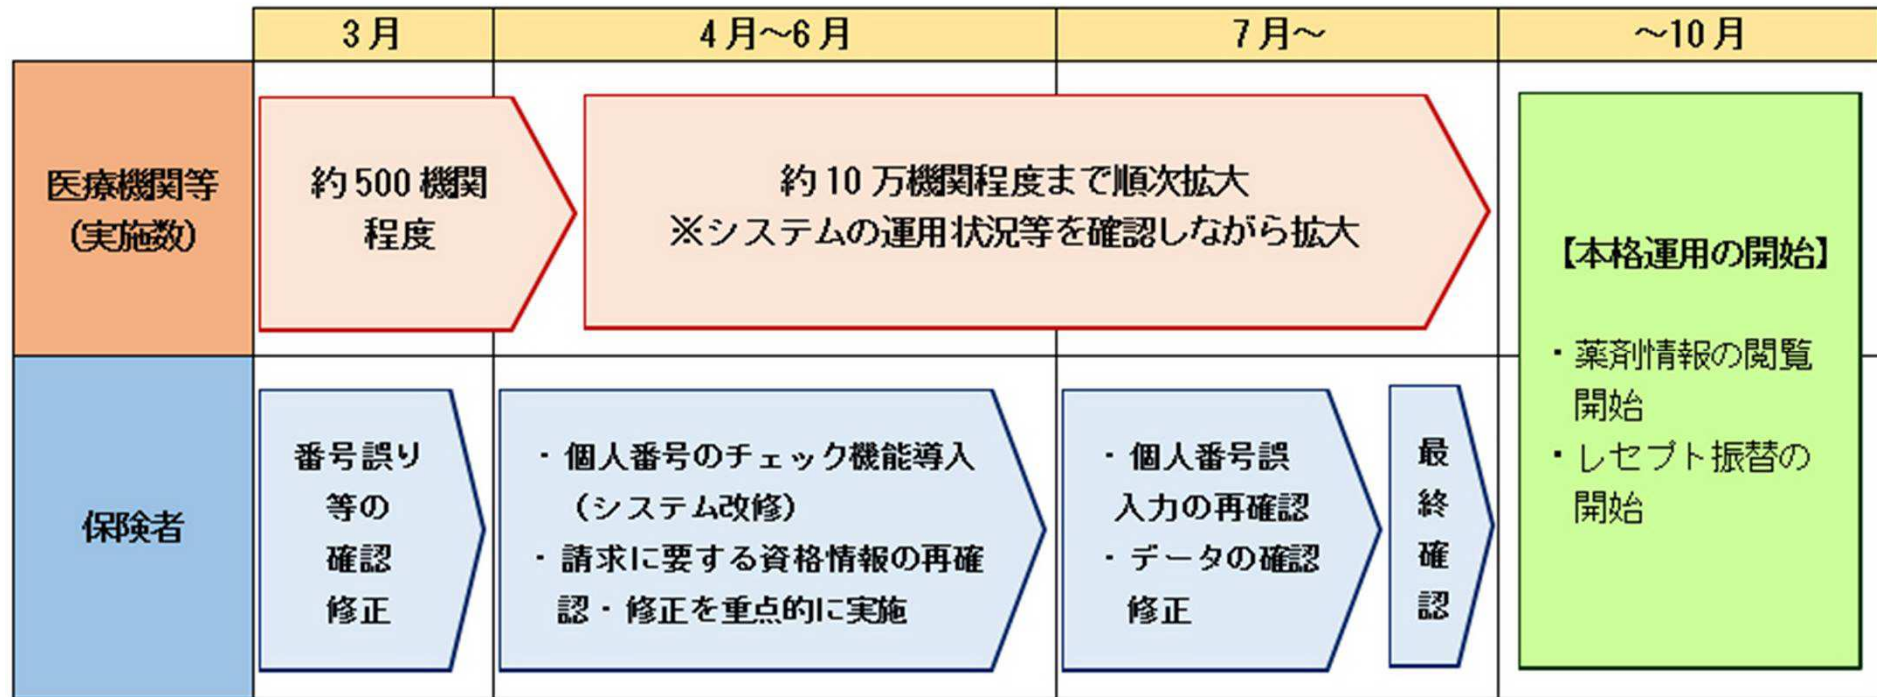 3月
4月～6月
7月～
～10月
医療機関等
(実施数)
約500機関
程度
約10万機関程度まで順次拡大
※システムの運用状況等を確認しながら拡大
保険者
番号誤り
等の
確認
修正
・個人番号のチェック機能導入
（システム改修）
・請求に要する資格情報の再確
認・修正を重点的に実施
・個人番号誤
入力の再確認
・データの確認
修正
最
終
確
認
【本格運用の開始】
・薬剤情報の閲覧
開始
・レセプト振替の
開始